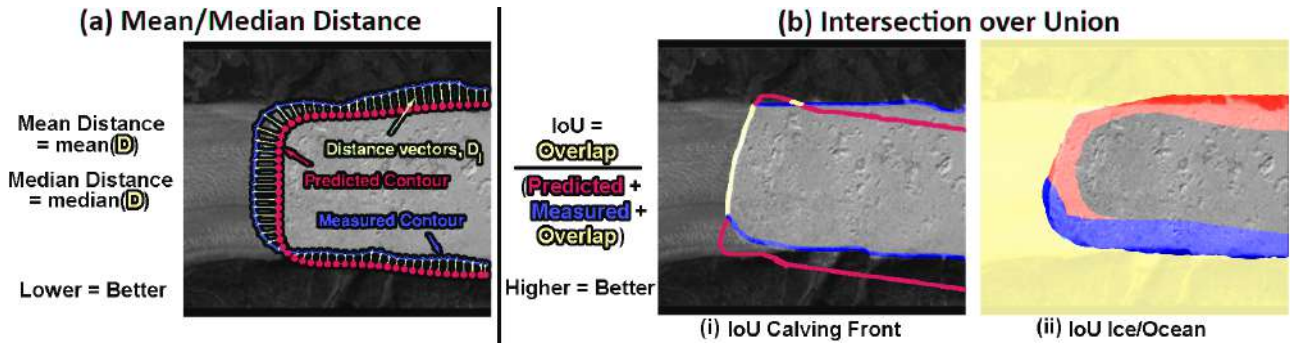 (a) Mean/Median Distance
Mean Distance
= mean(D)
Median Distance
= median(D)
Lower = Better
Distance vectors, Dj
Predicted Contour
Measured Contour
(b) Intersection over Union
IoU =
Overlap
(Predicted +
Measured +
Overlap)
Higher = Better
(i) IoU Calving Front
(ii) IoU Ice/Ocean